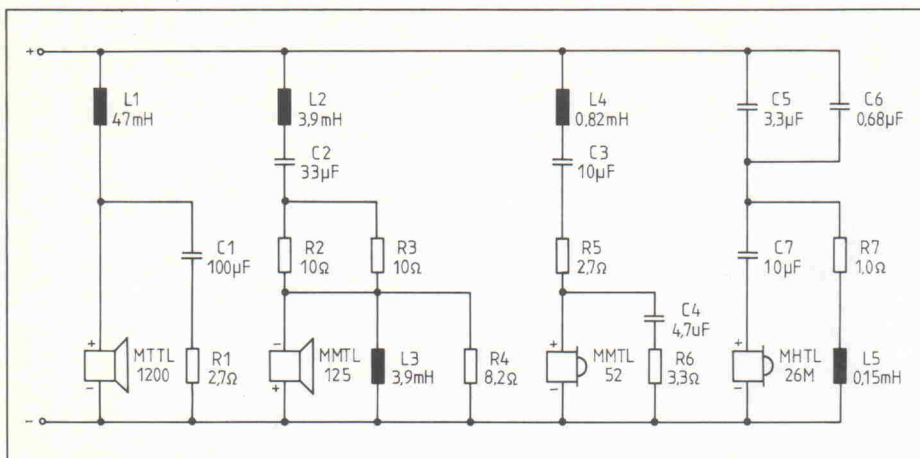 +
L1
47mH
C1
100µF
R1
2,7Ω
+
MTTL
1200
−
L2
3,9mH
C2
33µF
R2
10Ω
R3
10Ω
−
MMTL
125
+
L3
3,9mH
R4
8,2Ω
L4
0,82mH
C3
10µF
R5
2,7Ω
C4
4,7uF
+
MMTL
52
−
R6
3,3Ω
C5
3,3µF
C6
0,68µF
C7
10µF
R7
1,0Ω
+
MHTL
26M
−
L5
0,15mH
−